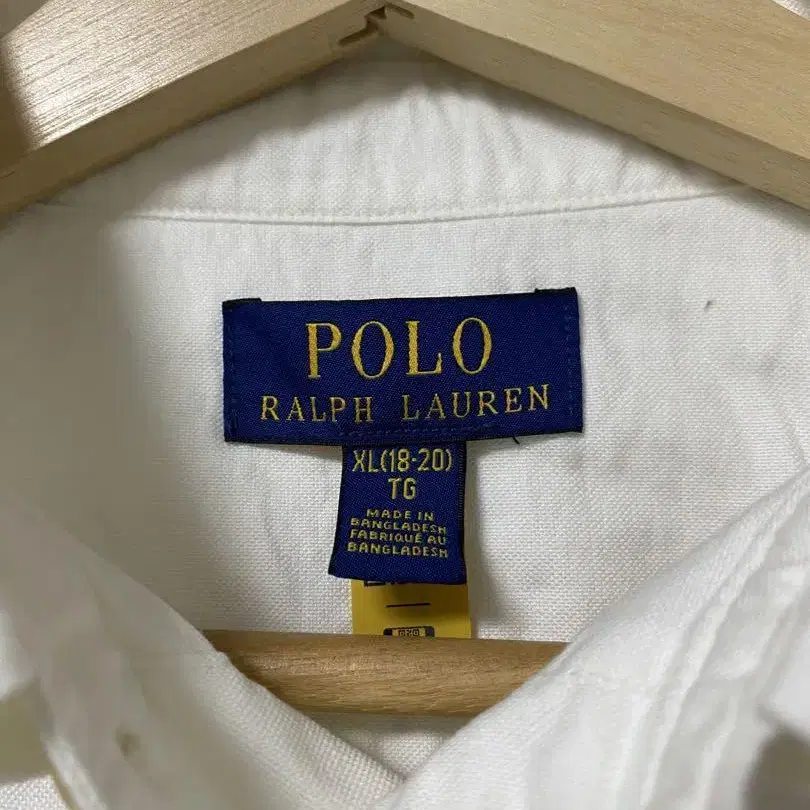 POLO
RALPH LAUREN
XL(18-20)
TG
MADE IN
BANGLADESH
FABRIQUÉ AU
BANGLADESH